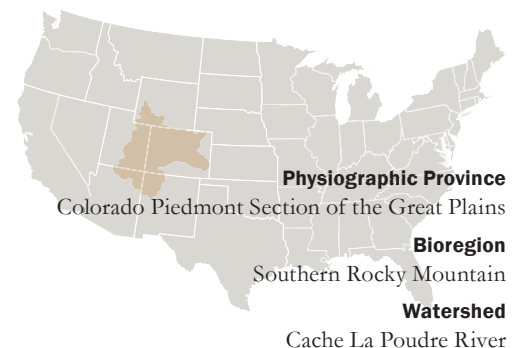 Physiographic Province
Colorado Piedmont Section of the Great Plains
Bioregion
Southern Rocky Mountain
Watershed
Cache La Poudre River